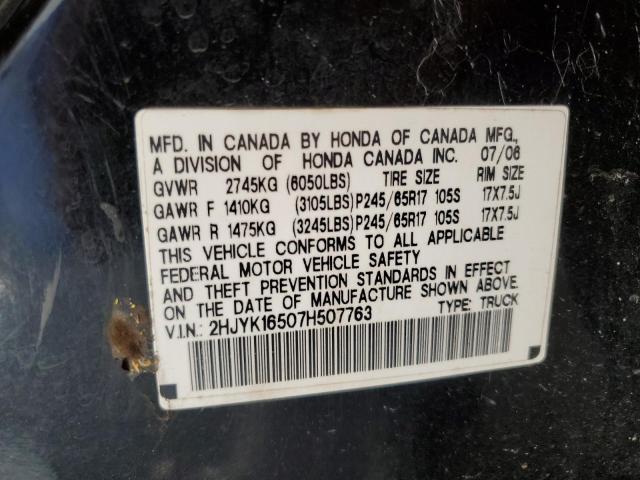 MFD. IN CANADA BY HONDA OF CANADA MFG.,
A DIVISION OF HONDA CANADA INC. 07/06
GVWR 2745KG (6050LBS) TIRE SIZE RIM SIZE
GAWR F 1410KG (3105LBS)P245/65R17 105S 17X7.5J
GAWR R 1475KG (3245LBS)P245/65R17 105S 17X7.5J
THIS VEHICLE CONFORMS TO ALL APPLICABLE
FEDERAL MOTOR VEHICLE SAFETY
AND THEFT PREVENTION STANDARDS IN EFFECT
ON THE DATE OF MANUFACTURE SHOWN ABOVE.
V.I.N.: 2HJYK16507H507763 TYPE: TRUCK